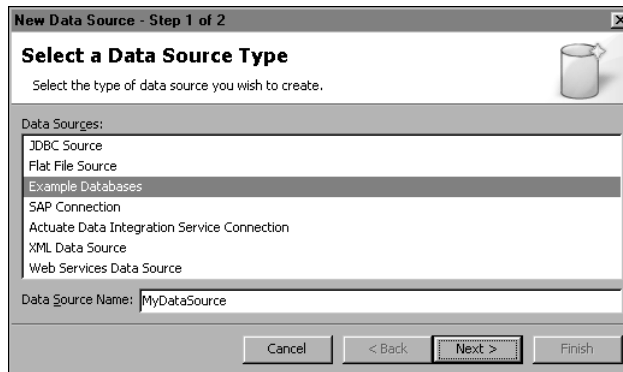 New Data Source - Step 1 of 2
Select a Data Source Type
Select the type of data source you wish to create.
Data Sources:
JDBC Source
Flat File Source
Example Databases
SAP Connection
Actuate Data Integration Service Connection
XML Data Source
Web Services Data Source
Data Source Name: MyDataSource
Cancel < Back Next > Finish